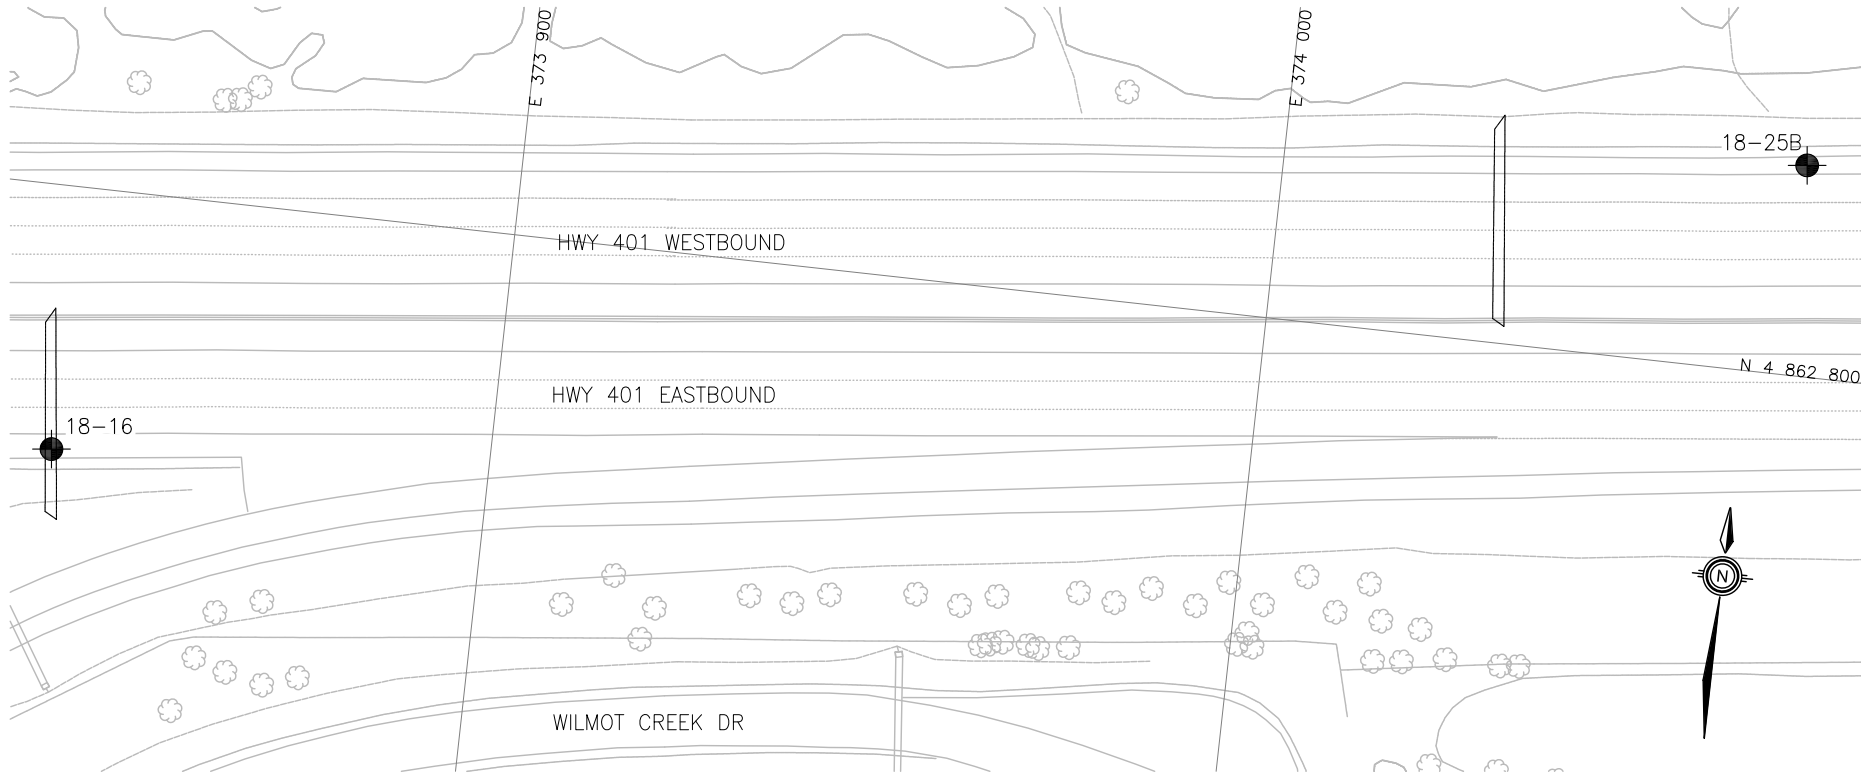 E 373 900
E 374 000
18-25B
HWY 401 WESTBOUND
N 4 862 800
HWY 401 EASTBOUND
18-16
N
WILMOT CREEK DR